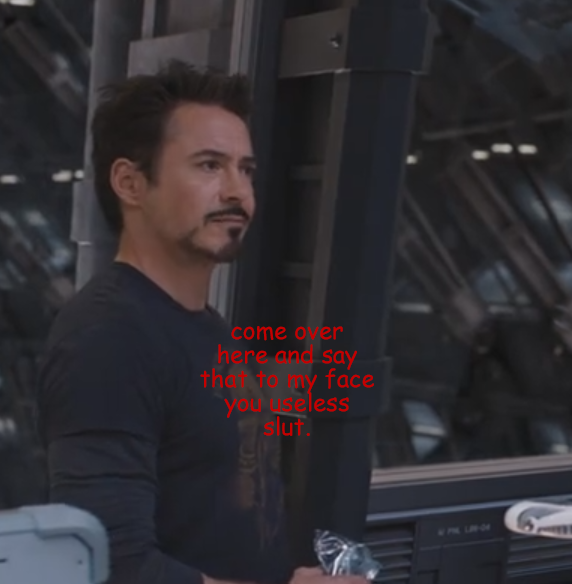 come over
here and say
that to my face
you useless
slut.